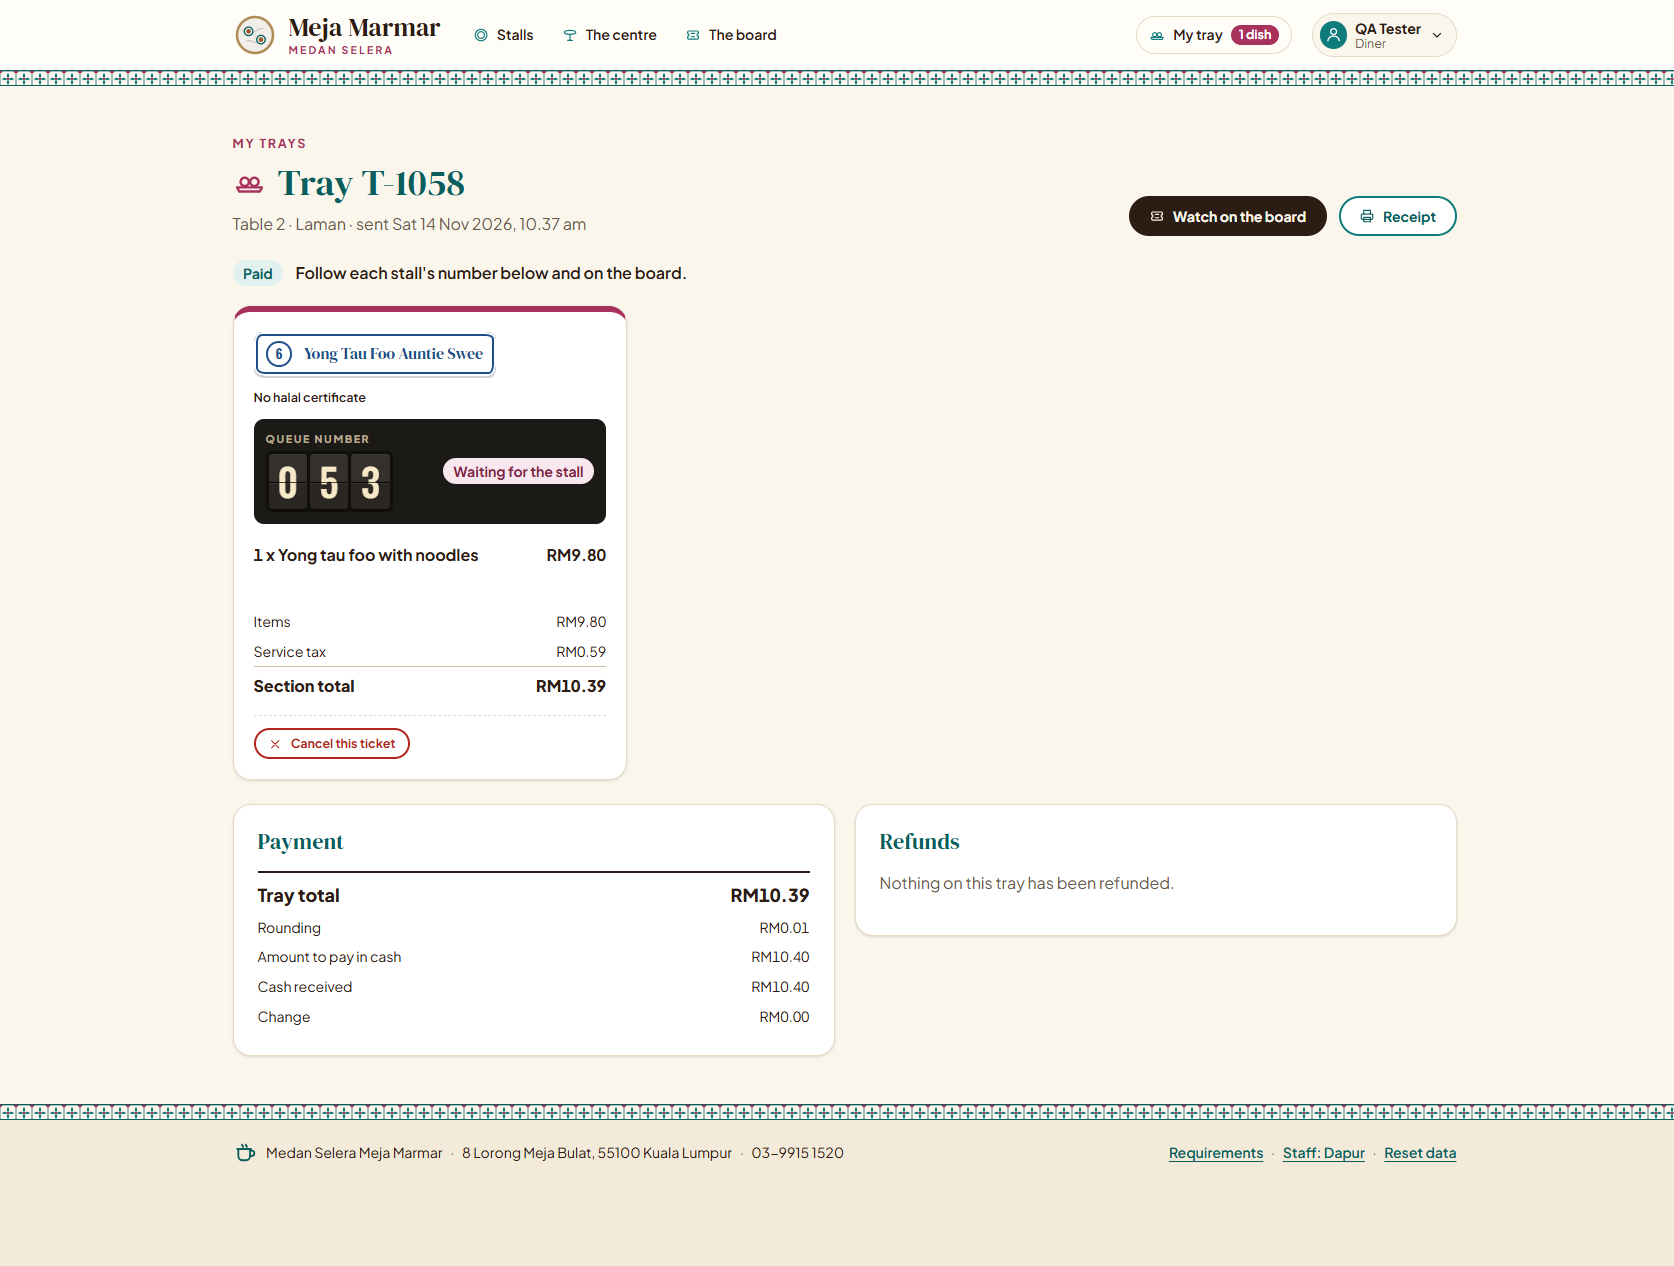 Meja Marmar
MEDAN SELERA
Stalls
The centre
The board
My tray
1 dish
QA Tester
Diner
MY TRAYS
Tray T-1058
Table 2 · Laman · sent Sat 14 Nov 2026, 10.37 am
Watch on the board
Receipt
Paid
Follow each stall's number below and on the board.
6 Yong Tau Foo Auntie Swee
No halal certificate
QUEUE NUMBER
053
Waiting for the stall
1 x Yong tau foo with noodles RM9.80
Items RM9.80
Service tax RM0.59
Section total RM10.39
Cancel this ticket
Payment
Tray total RM10.39
Rounding RM0.01
Amount to pay in cash RM10.40
Cash received RM10.40
Change RM0.00
Refunds
Nothing on this tray has been refunded.
Medan Selera Meja Marmar · 8 Lorong Meja Bulat, 55100 Kuala Lumpur · 03-9915 1520
Requirements · Staff: Dapur · Reset data